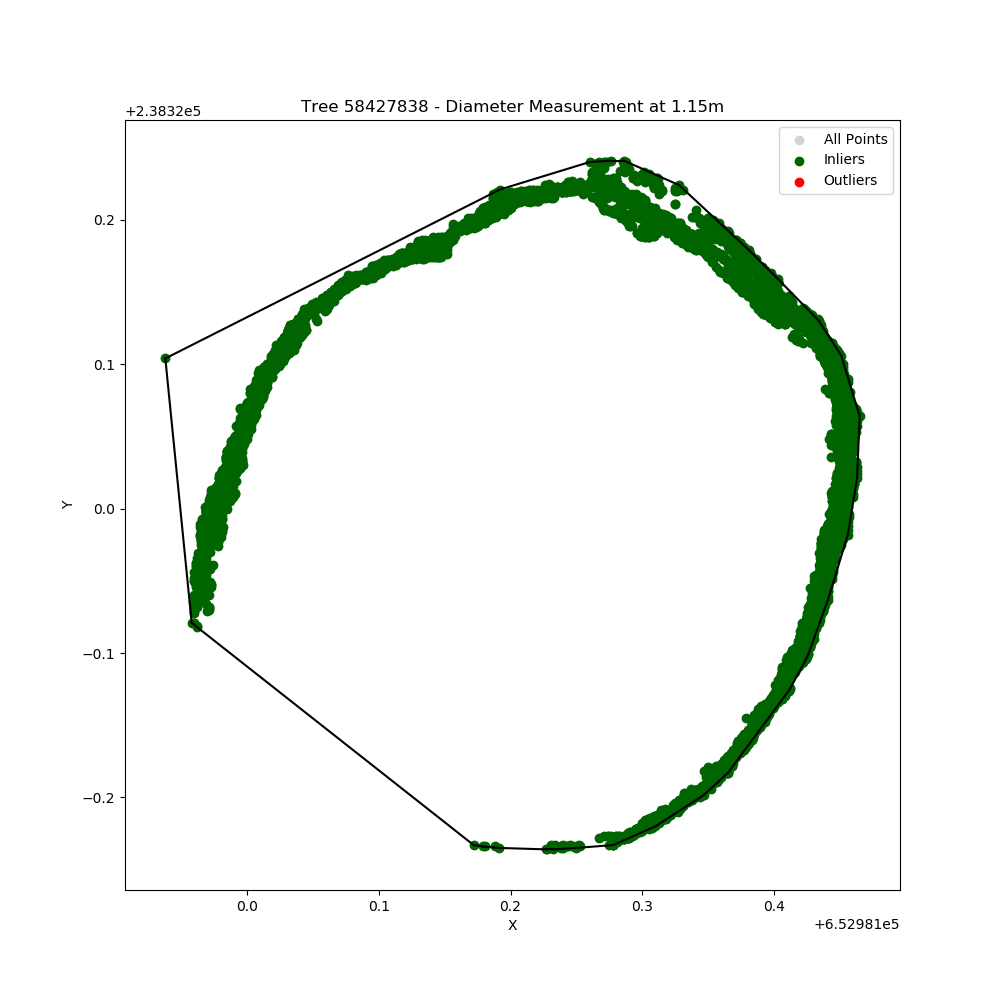 Tree 58427838 - Diameter Measurement at 1.15m
+2.3832e5
All Points
Inliers
Outliers
0.2
0.1
0.0
−0.1
−0.2
Y
0.0 0.1 0.2 0.3 0.4
X
+6.52981e5